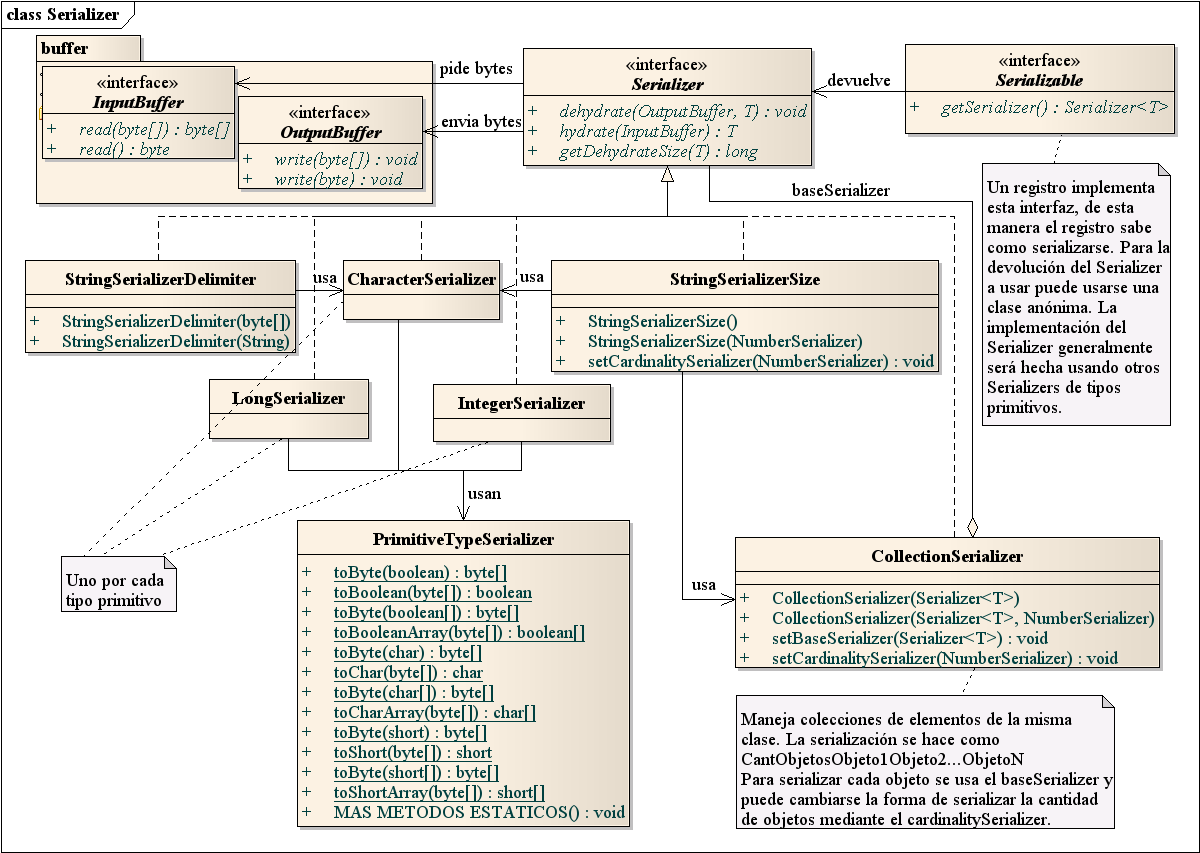 class Serializer
buffer
«interface»
InputBuffer
+ read(byte[]) : byte[]
+ read() : byte
«interface»
OutputBuffer
+ write(byte[]) : void
+ write(byte) : void
pide bytes
envia bytes
«interface»
Serializer
+ dehydrate(OutputBuffer, T) : void
+ hydrate(InputBuffer) : T
+ getDehydrateSize(T) : long
devuelve
«interface»
Serializable
+ getSerializer() : Serializer<T>
baseSerializer
Un registro implementa
esta interfaz, de esta
manera el registro sabe
como serializarse. Para la
devolución del Serializer
a usar puede usarse una
clase anónima. La
implementación del
Serializer generalmente
será hecha usando otros
Serializers de tipos
primitivos.
StringSerializerDelimiter
+ StringSerializerDelimiter(byte[])
+ StringSerializerDelimiter(String)
usa
CharacterSerializer
usa
StringSerializerSize
+ StringSerializerSize()
+ StringSerializerSize(NumberSerializer)
+ setCardinalitySerializer(NumberSerializer) : void
LongSerializer
IntegerSerializer
usan
Uno por cada
tipo primitivo
PrimitiveTypeSerializer
+ toByte(boolean) : byte[]
+ toBoolean(byte[]) : boolean
+ toByte(boolean[]) : byte[]
+ toBooleanArray(byte[]) : boolean[]
+ toByte(char) : byte[]
+ toChar(byte[]) : char
+ toByte(char[]) : byte[]
+ toCharArray(byte[]) : char[]
+ toByte(short) : byte[]
+ toShort(byte[]) : short
+ toByte(short[]) : byte[]
+ toShortArray(byte[]) : short[]
+ MAS METODOS ESTATICOS() : void
usa
CollectionSerializer
+ CollectionSerializer(Serializer<T>)
+ CollectionSerializer(Serializer<T>, NumberSerializer)
+ setBaseSerializer(Serializer<T>) : void
+ setCardinalitySerializer(NumberSerializer) : void
Maneja colecciones de elementos de la misma
clase. La serialización se hace como
CantObjetosObjeto1Objeto2...ObjetoN
Para serializar cada objeto se usa el baseSerializer y
puede cambiarse la forma de serializar la cantidad
de objetos mediante el cardinalitySerializer.